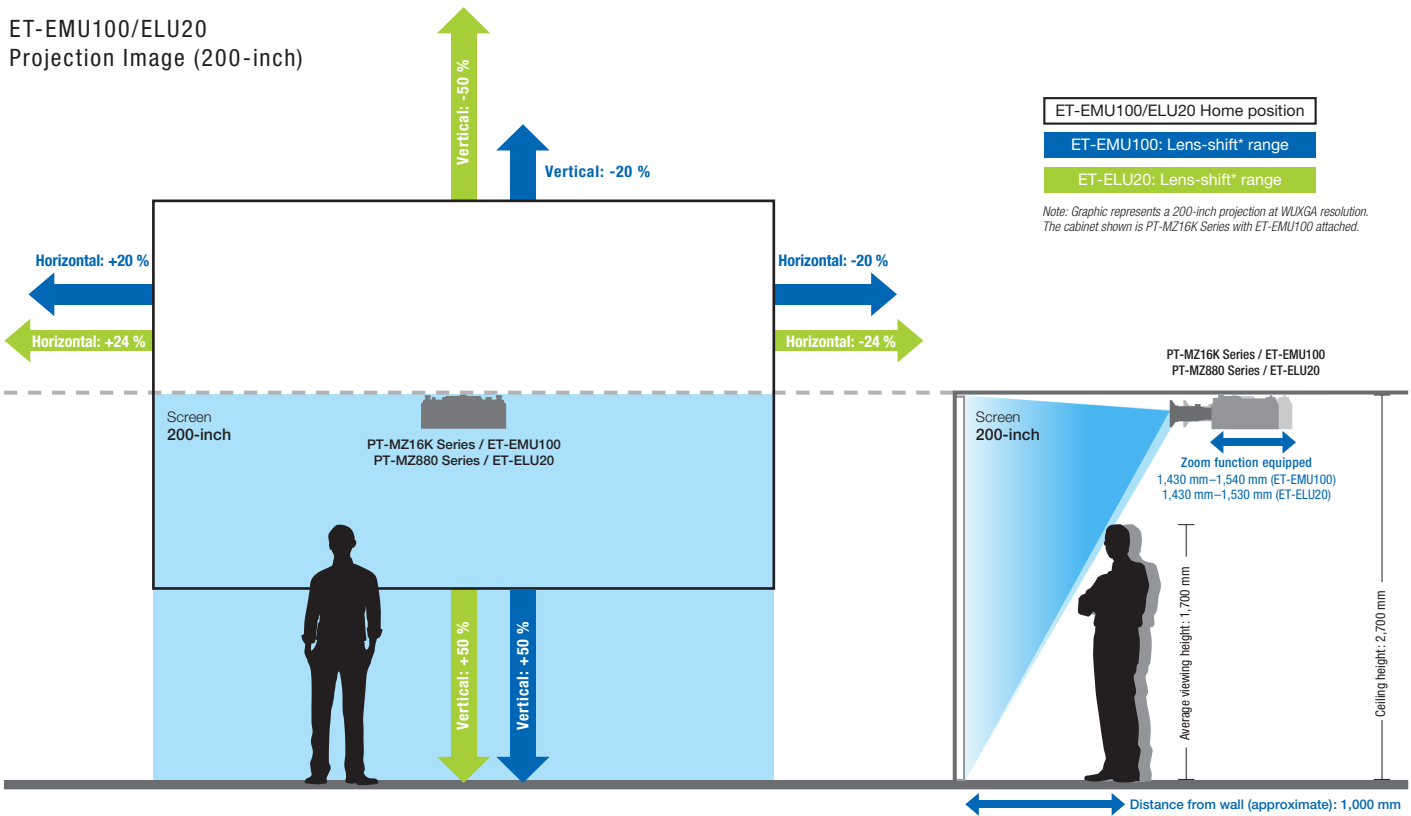 ET-EMU100/ELU20
Projection Image (200-inch)
Vertical: -50 %
Vertical: -20 %
ET-EMU100/ELU20 Home position
ET-EMU100: Lens-shift* range
ET-ELU20: Lens-shift* range
Note: Graphic represents a 200-inch projection at WUXGA resolution.
The cabinet shown is PT-MZ16K Series with ET-EMU100 attached.
Horizontal: +20 %
Horizontal: -20 %
Horizontal: +24 %
Horizontal: -24 %
Screen
200-inch
PT-MZ16K Series / ET-EMU100
PT-MZ880 Series / ET-ELU20
Vertical: +50 %
Vertical: +50 %
PT-MZ16K Series / ET-EMU100
PT-MZ880 Series / ET-ELU20
Screen
200-inch
Zoom function equipped
1,430 mm–1,540 mm (ET-EMU100)
1,430 mm–1,530 mm (ET-ELU20)
Average viewing height: 1,700 mm
Ceiling height: 2,700 mm
Distance from wall (approximate): 1,000 mm